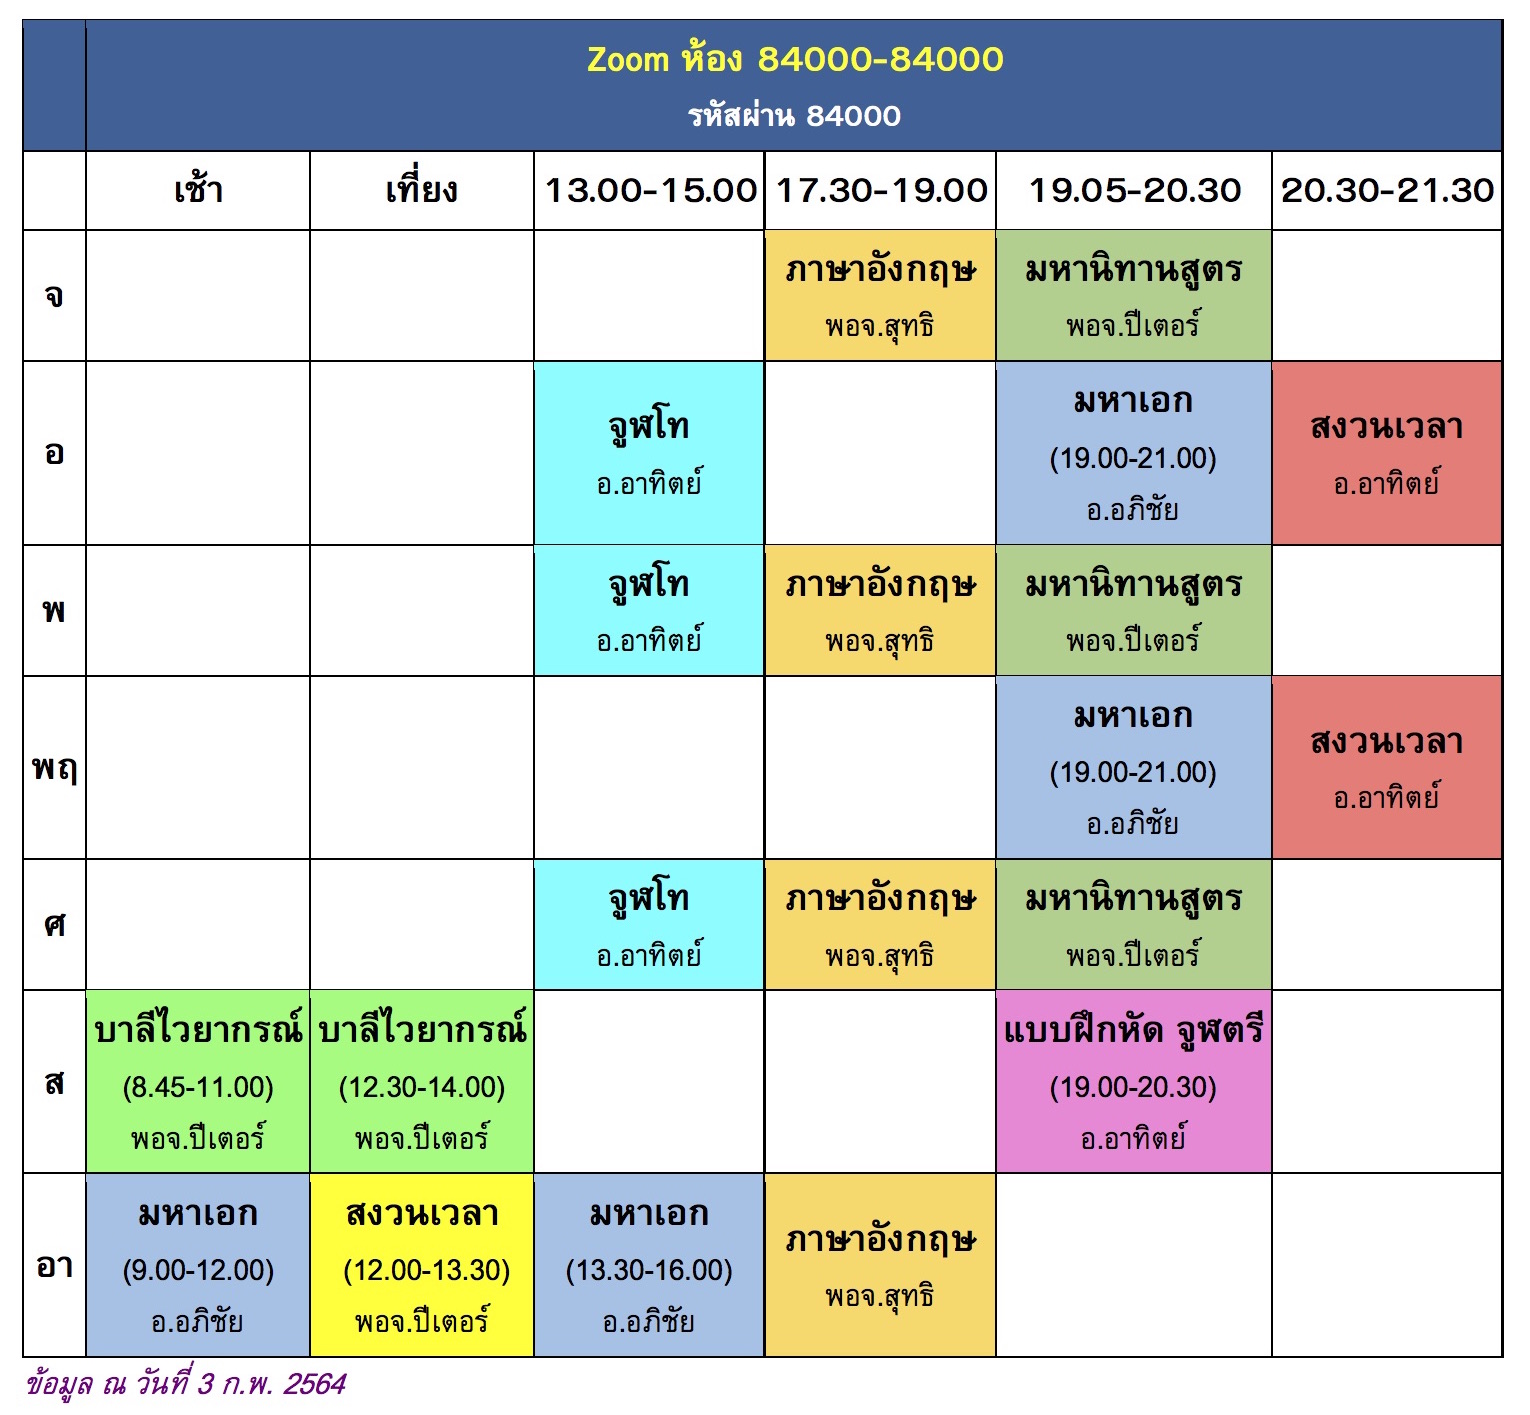 Zoom ห้อง 84000-84000
รหัสผ่าน 84000
เช้า เที่ยง 13.00-15.00 17.30-19.00 19.05-20.30 20.30-21.30
จ
ภาษาอังกฤษ
พอจ.สุทธิ
มหานิทานสูตร
พอจ.ปีเตอร์
อ
จูฬโท
อ.อาทิตย์
มหาเอก
(19.00-21.00)
อ.อภิชัย
สงวนเวลา
อ.อาทิตย์
พ
จูฬโท
อ.อาทิตย์
ภาษาอังกฤษ
พอจ.สุทธิ
มหานิทานสูตร
พอจ.ปีเตอร์
พฤ
มหาเอก
(19.00-21.00)
อ.อภิชัย
สงวนเวลา
อ.อาทิตย์
ศ
จูฬโท
อ.อาทิตย์
ภาษาอังกฤษ
พอจ.สุทธิ
มหานิทานสูตร
พอจ.ปีเตอร์
ส
บาลีไวยากรณ์
(8.45-11.00)
พอจ.ปีเตอร์
บาลีไวยากรณ์
(12.30-14.00)
พอจ.ปีเตอร์
แบบฝึกหัด จูฬตรี
(19.00-20.30)
อ.อาทิตย์
อา
มหาเอก
(9.00-12.00)
อ.อภิชัย
สงวนเวลา
(12.00-13.30)
พอจ.ปีเตอร์
มหาเอก
(13.30-16.00)
อ.อภิชัย
ภาษาอังกฤษ
พอจ.สุทธิ
ข้อมูล ณ วันที่ 3 ก.พ. 2564